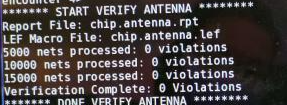 encounter
******* START VERIFY ANTENNA ********
Report File: chip.antenna.rpt
LEF Macro File: chip.antenna.lef
5000 nets processed: 0 violations
10000 nets processed: 0 violations
15000 nets processed: 0 violations
Verification Complete: 0 Violations
******* DONE VERIFY ANTENNA ********